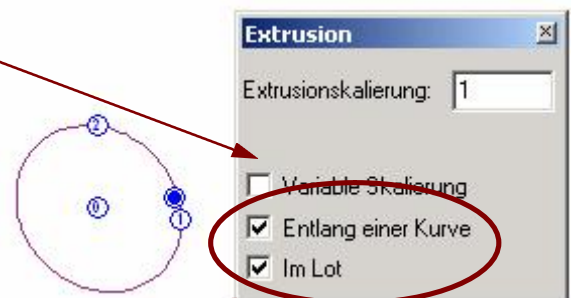 Extrusion
Extrusionskalierung: 1
Variable Skalierung
Entlang einer Kurve
Im Lot
2
0
1